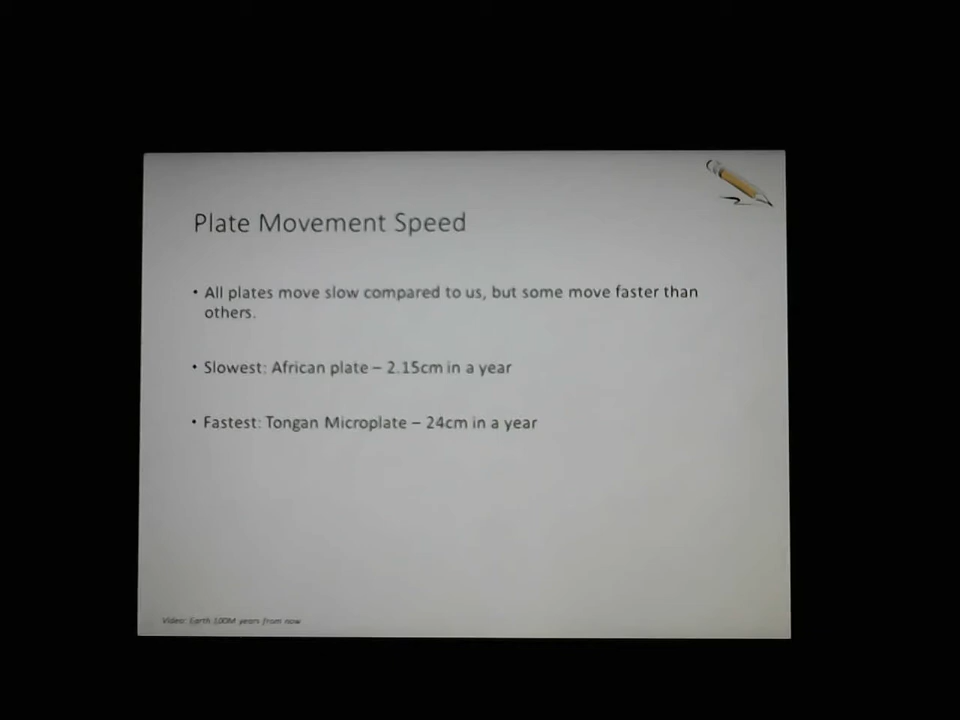 Plate Movement Speed
• All plates move slow compared to us, but some move faster than
others.
• Slowest: African plate – 2.15cm in a year
• Fastest: Tongan Microplate – 24cm in a year
Video: Earth 100M years from now